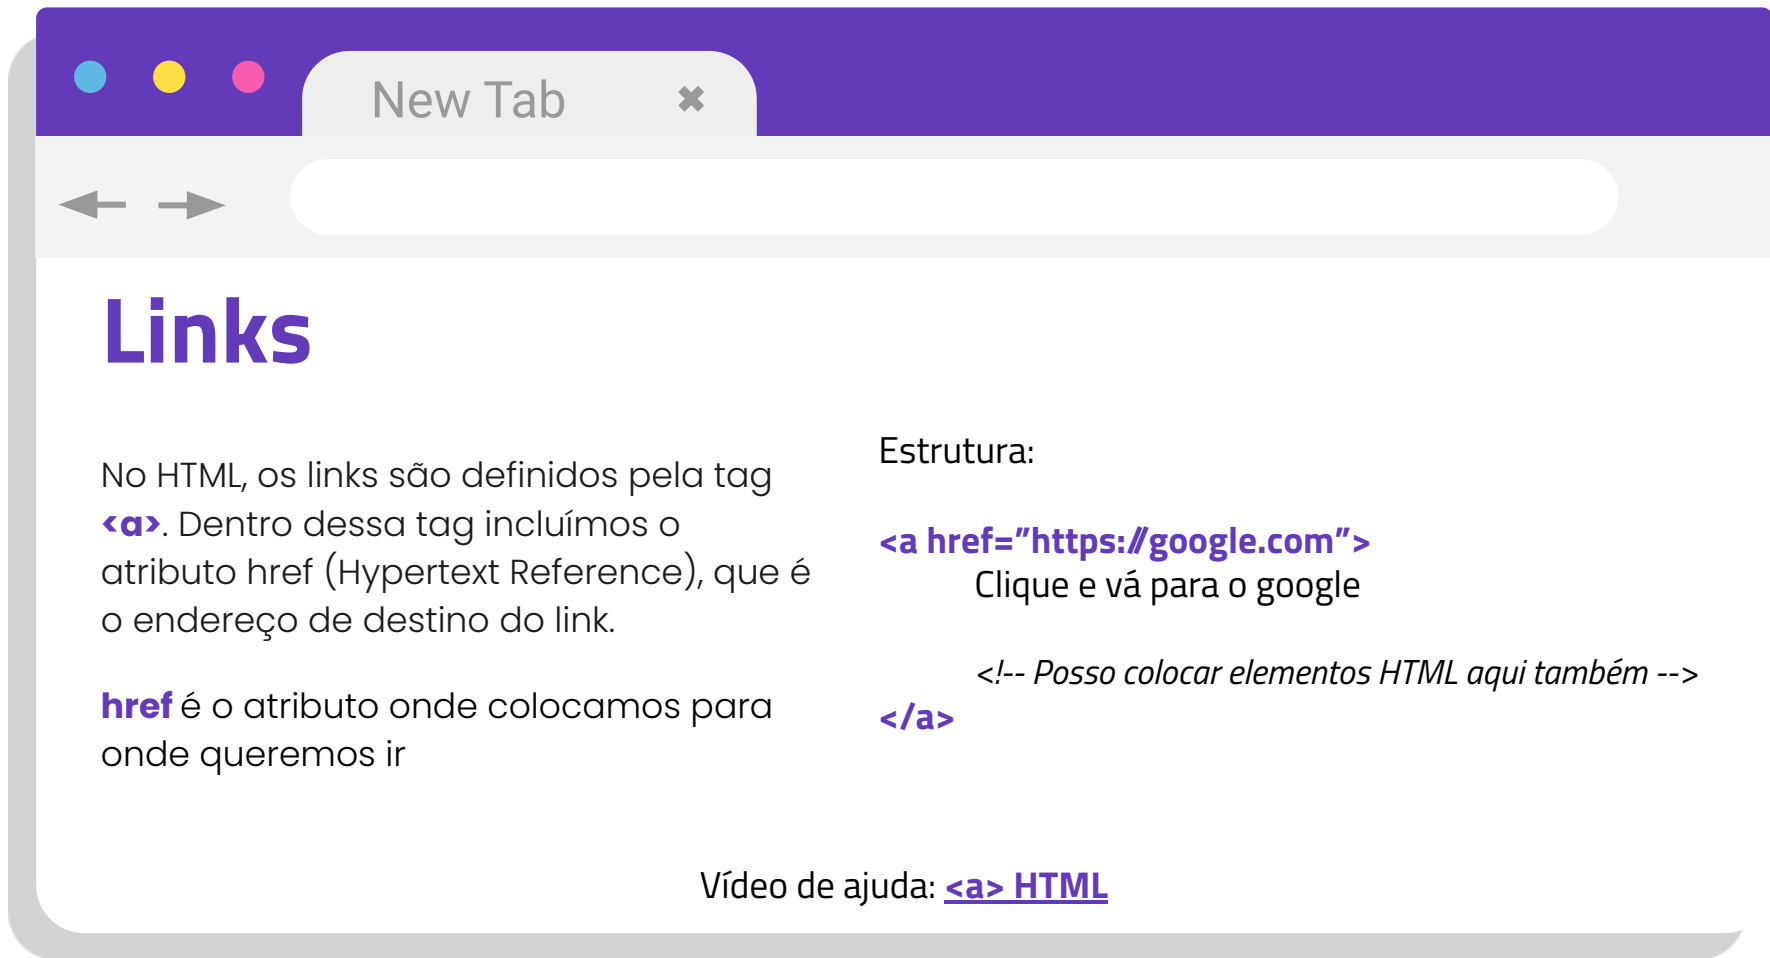 New Tab ✖
Links
No HTML, os links são definidos pela tag
<a>. Dentro dessa tag incluímos o
atributo href (Hypertext Reference), que é
o endereço de destino do link.
href é o atributo onde colocamos para
onde queremos ir
Estrutura:
<a href=”https://google.com”>
Clique e vá para o google
<!-- Posso colocar elementos HTML aqui também -->
</a>
Vídeo de ajuda: <a> HTML